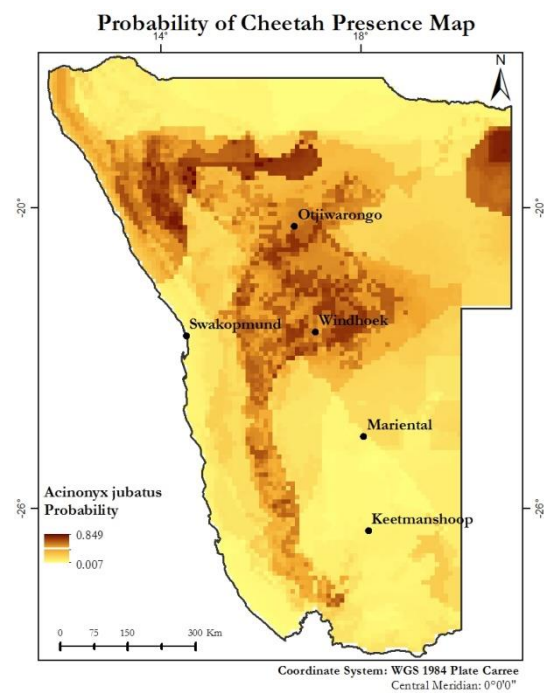 Probability of Cheetah Presence Map
14°
18°
N
-20°
-20°
Otjiwarongo
Swakopmund
Windhoek
Mariental
Acinonyx jubatus
Probability
0.849
0.007
-26°
-26°
Keetmanshoop
0 75 150 300 Km
Coordinate System: WGS 1984 Plate Carree
Central Meridian: 0°0'0"